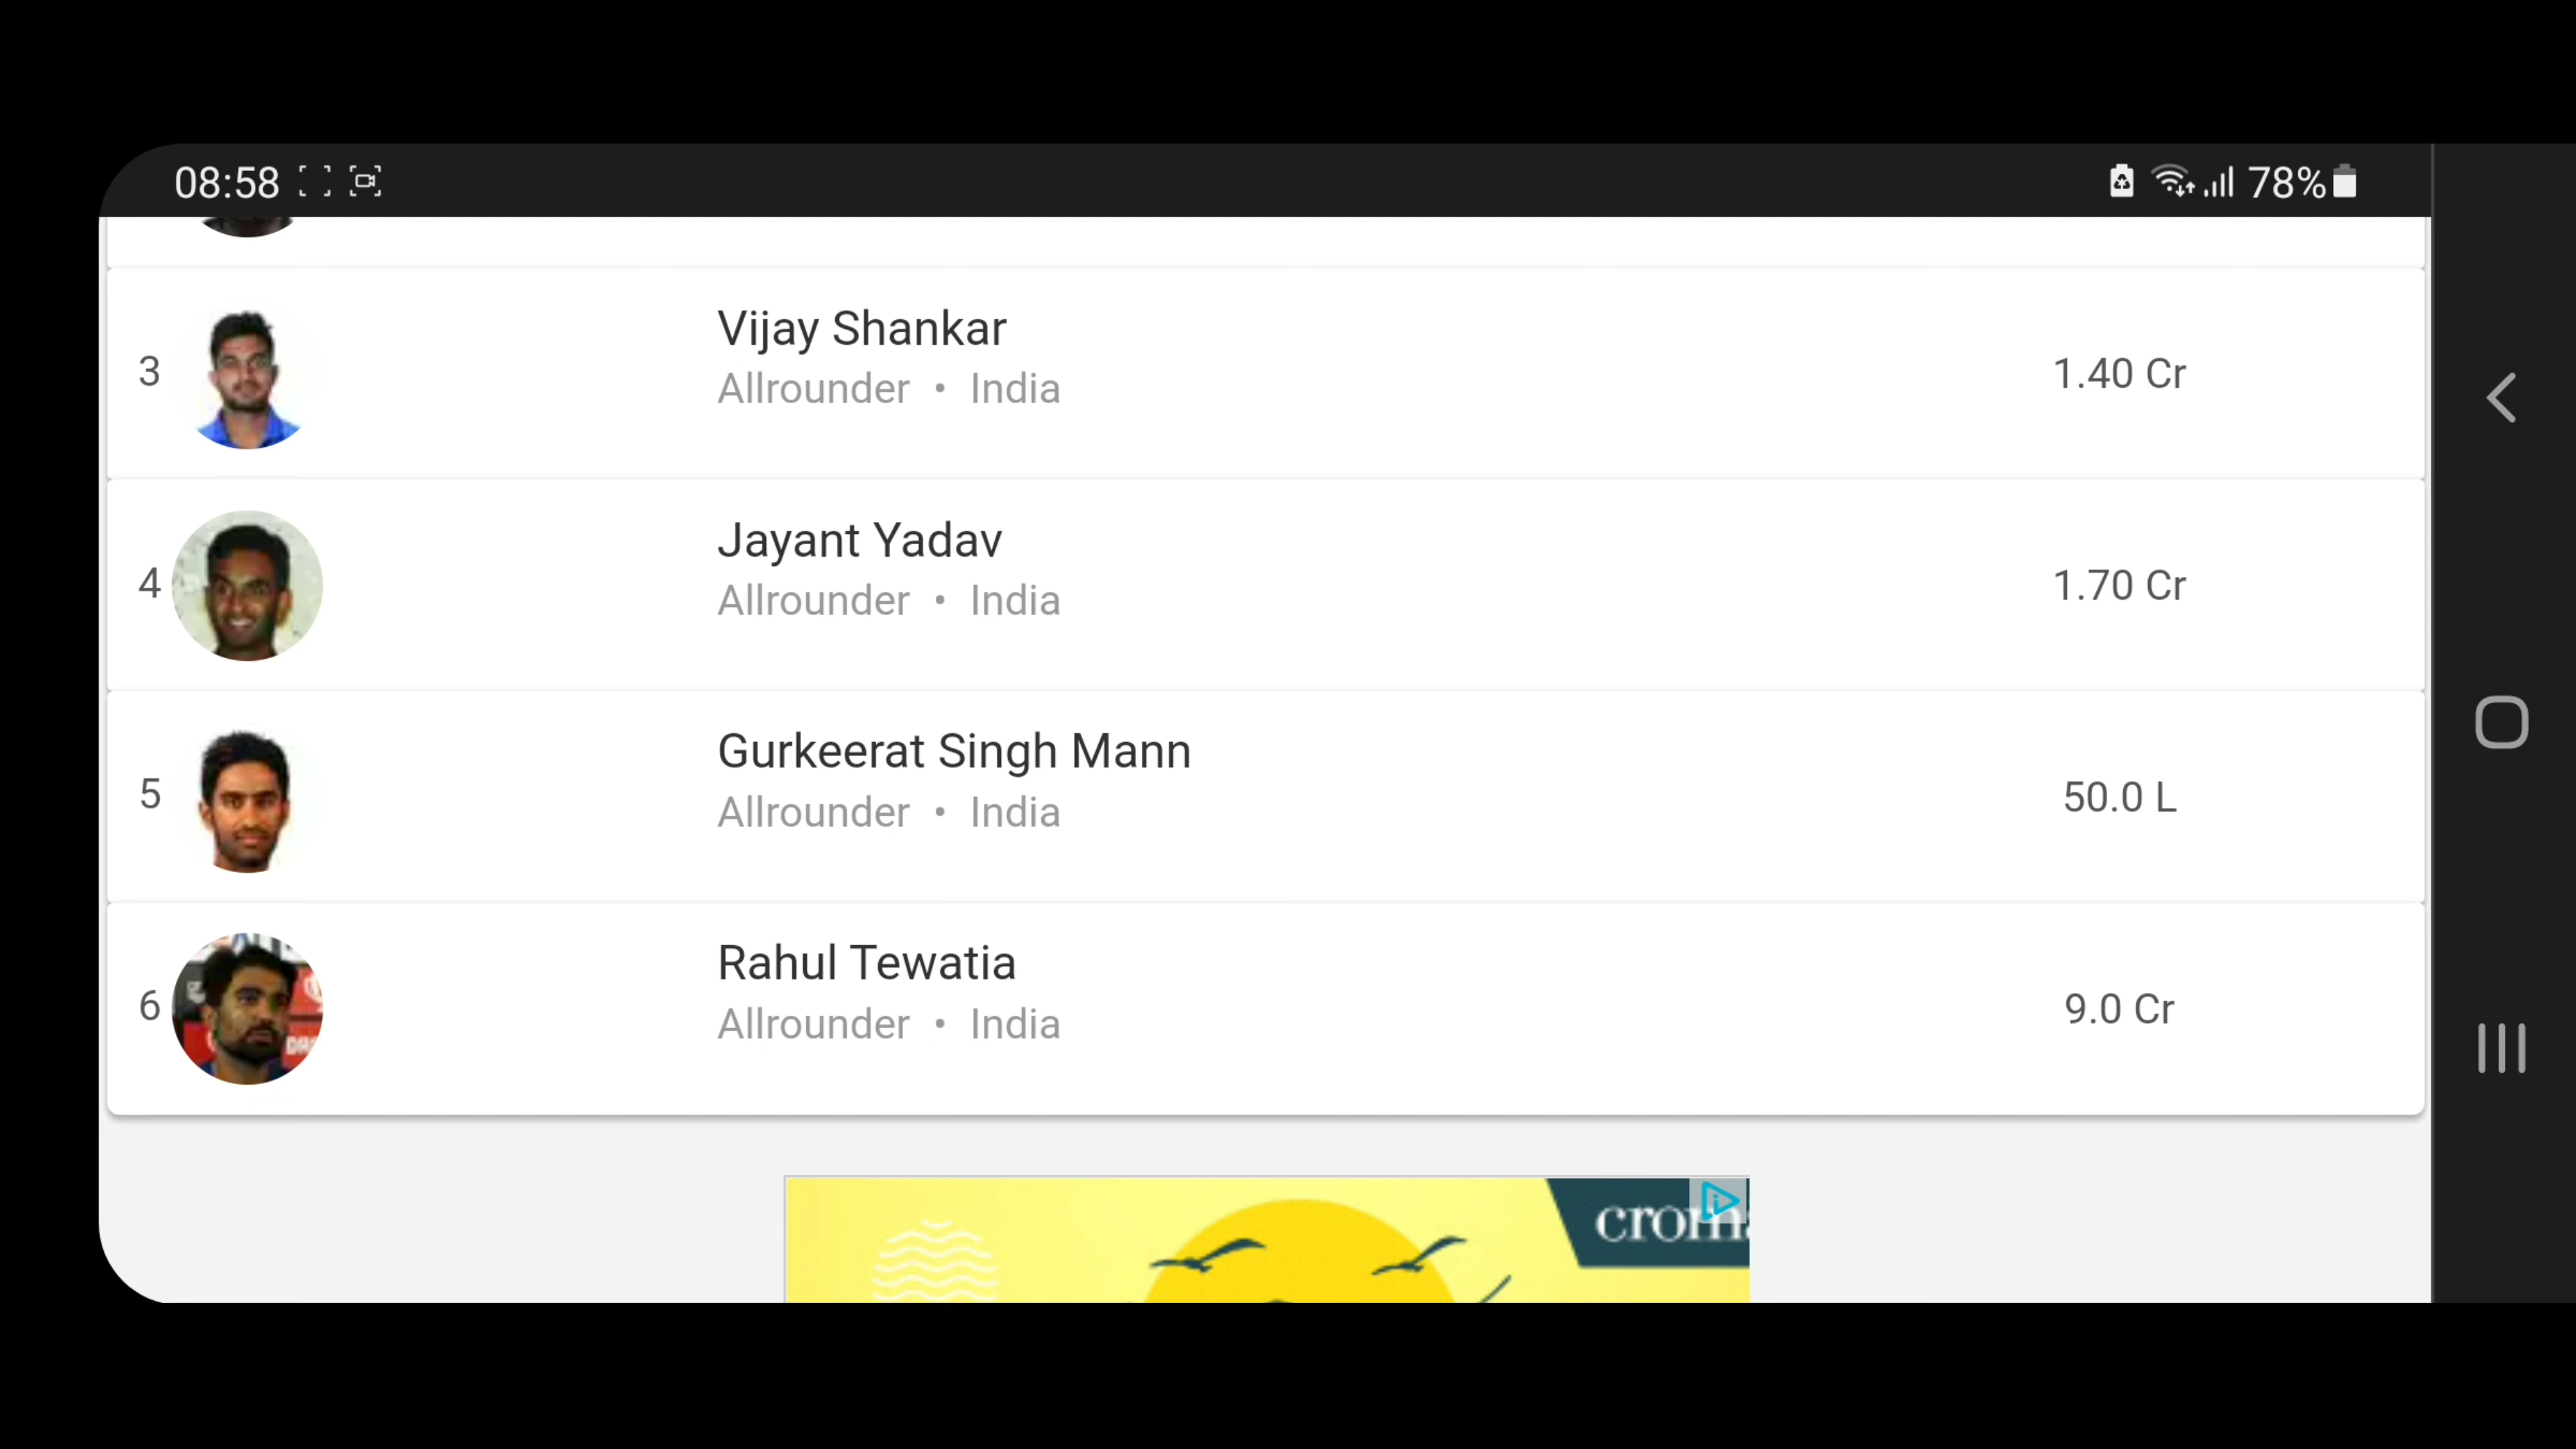 08:58
78%
3
Vijay Shankar
Allrounder • India
1.40 Cr
4
Jayant Yadav
Allrounder • India
1.70 Cr
5
Gurkeerat Singh Mann
Allrounder • India
50.0 L
6
Rahul Tewatia
Allrounder • India
9.0 Cr